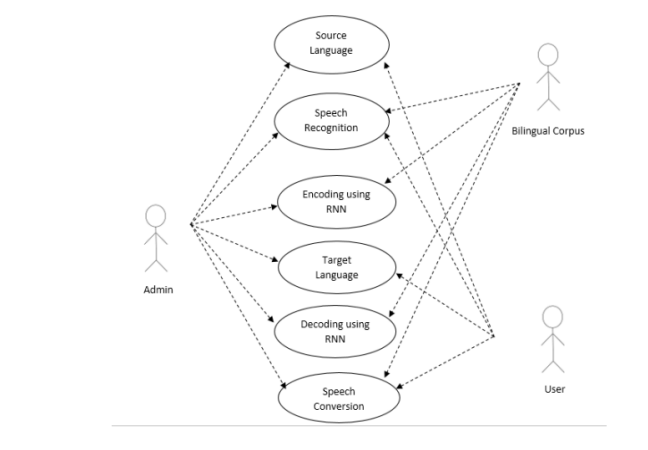 Source
Language
Speech
Recognition
Bilingual Corpus
Encoding using
RNN
Target
Language
Admin
Decoding using
RNN
User
Speech
Conversion